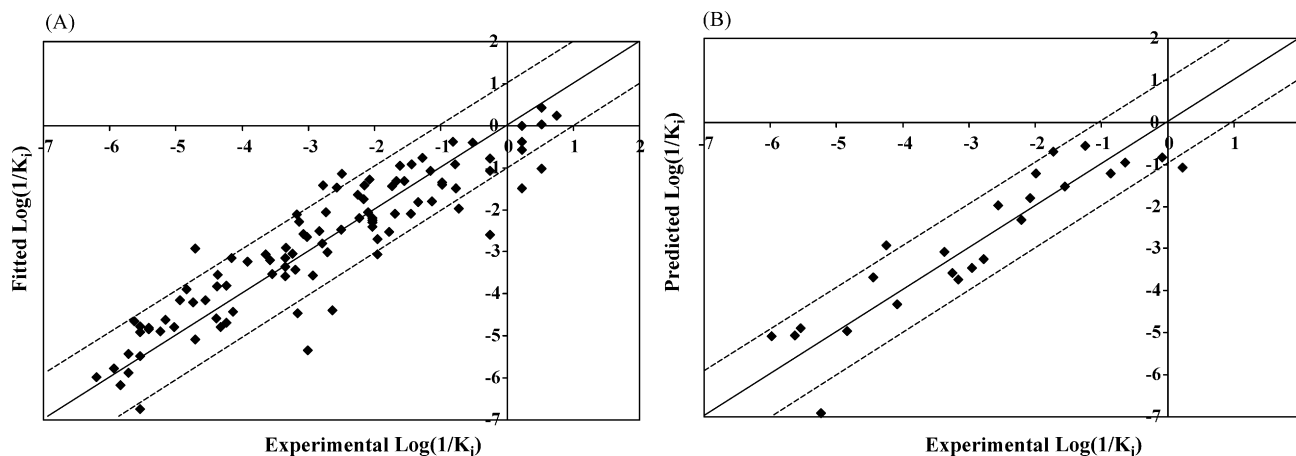 (A)
2
1
0
-7 -6 -5 -4 -3 -2 -1 0 1 2
-1
-2
-3
-4
-5
-6
-7
Fitted Log(1/Ki)
Experimental Log(1/Ki)
(B)
2
1
0
-7 -6 -5 -4 -3 -2 -1 0 1
-1
-2
-3
-4
-5
-6
-7
Predicted Log(1/Ki)
Experimental Log(1/Ki)